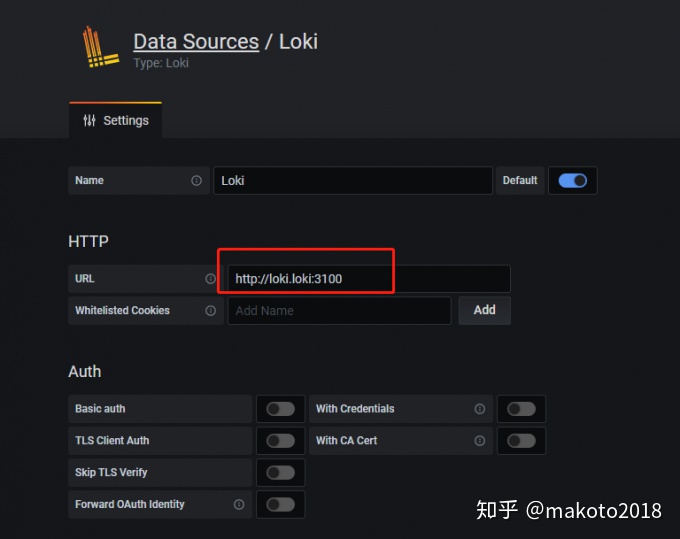 Data Sources / Loki
Type: Loki
Settings
Name Loki Default
HTTP
URL http://loki.loki:3100
Whitelisted Cookies Add Name Add
Auth
Basic auth With Credentials
TLS Client Auth With CA Cert
Skip TLS Verify
Forward OAuth Identity
知乎 @makoto2018